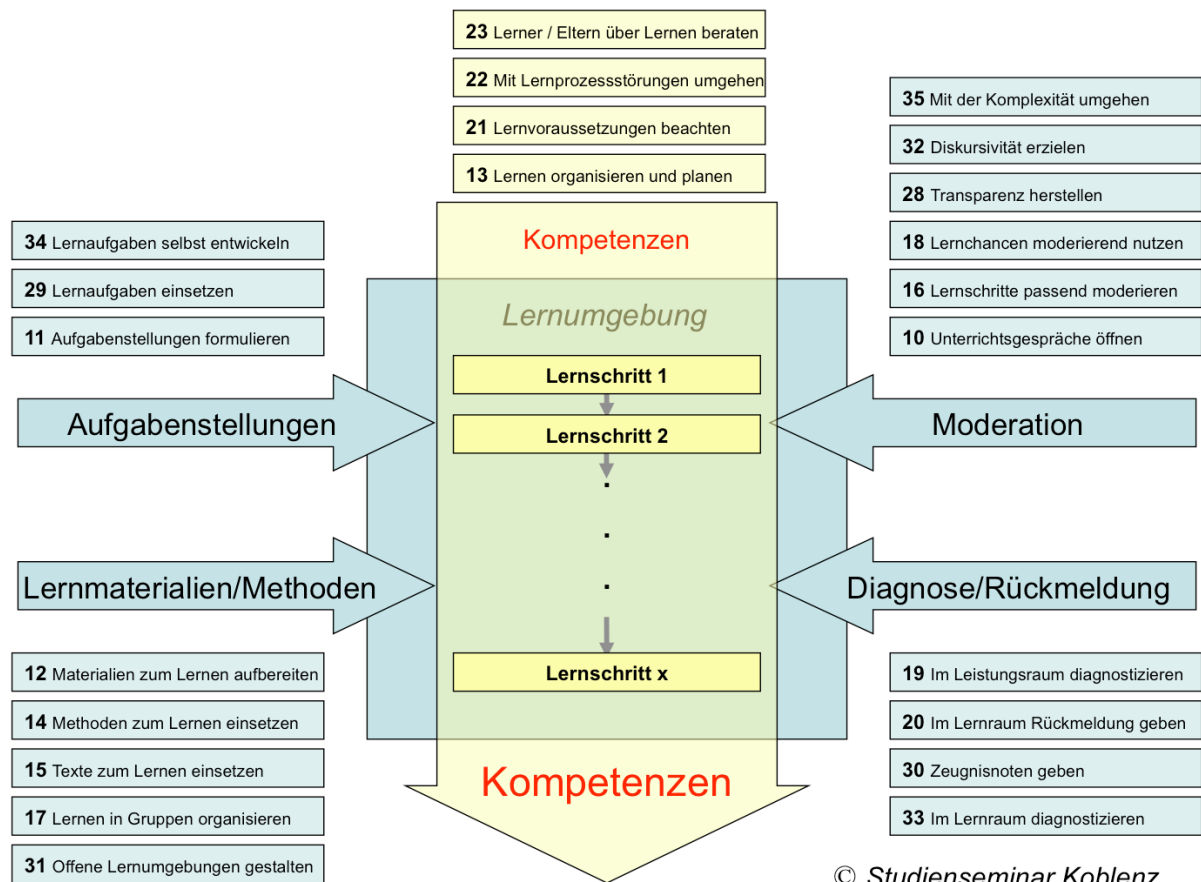 23 Lerner / Eltern über Lernen beraten
22 Mit Lernprozessstörungen umgehen
21 Lernvoraussetzungen beachten
13 Lernen organisieren und planen
35 Mit der Komplexität umgehen
32 Diskursivität erzielen
28 Transparenz herstellen
18 Lernchancen moderierend nutzen
16 Lernschritte passend moderieren
10 Unterrichtsgespräche öffnen
34 Lernaufgaben selbst entwickeln
29 Lernaufgaben einsetzen
11 Aufgabenstellungen formulieren
Kompetenzen
Lernumgebung
Lernschritt 1
Lernschritt 2
.
.
.
Lernschritt x
Kompetenzen
Aufgabenstellungen
Moderation
Lernmaterialien/Methoden
Diagnose/Rückmeldung
12 Materialien zum Lernen aufbereiten
14 Methoden zum Lernen einsetzen
15 Texte zum Lernen einsetzen
17 Lernen in Gruppen organisieren
31 Offene Lernumgebungen gestalten
19 Im Leistungsraum diagnostizieren
20 Im Lernraum Rückmeldung geben
30 Zeugnisnoten geben
33 Im Lernraum diagnostizieren
© Studienseminar Koblenz